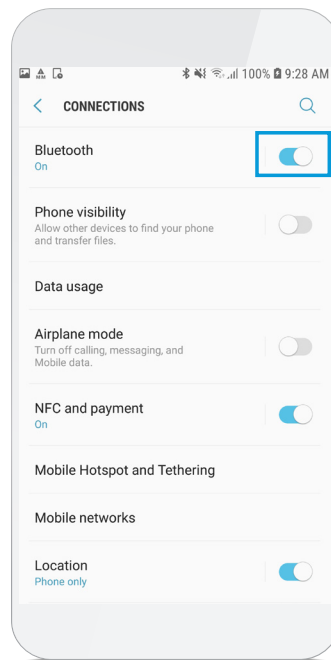 100% 9:28 AM
CONNECTIONS
Bluetooth
On
Phone visibility
Allow other devices to find your phone
and transfer files.
Data usage
Airplane mode
Turn off calling, messaging, and
Mobile data.
NFC and payment
On
Mobile Hotspot and Tethering
Mobile networks
Location
Phone only